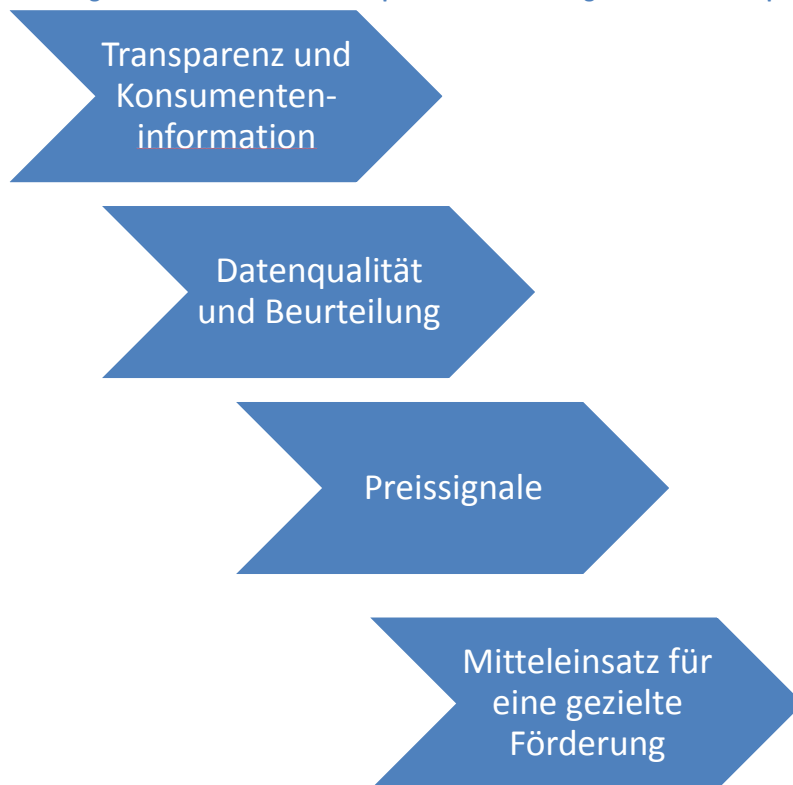 Transparenz und
Konsumenten-
information
Datenqualität
und Beurteilung
Preissignale
Mitteleinsatz für
eine gezielte
Förderung